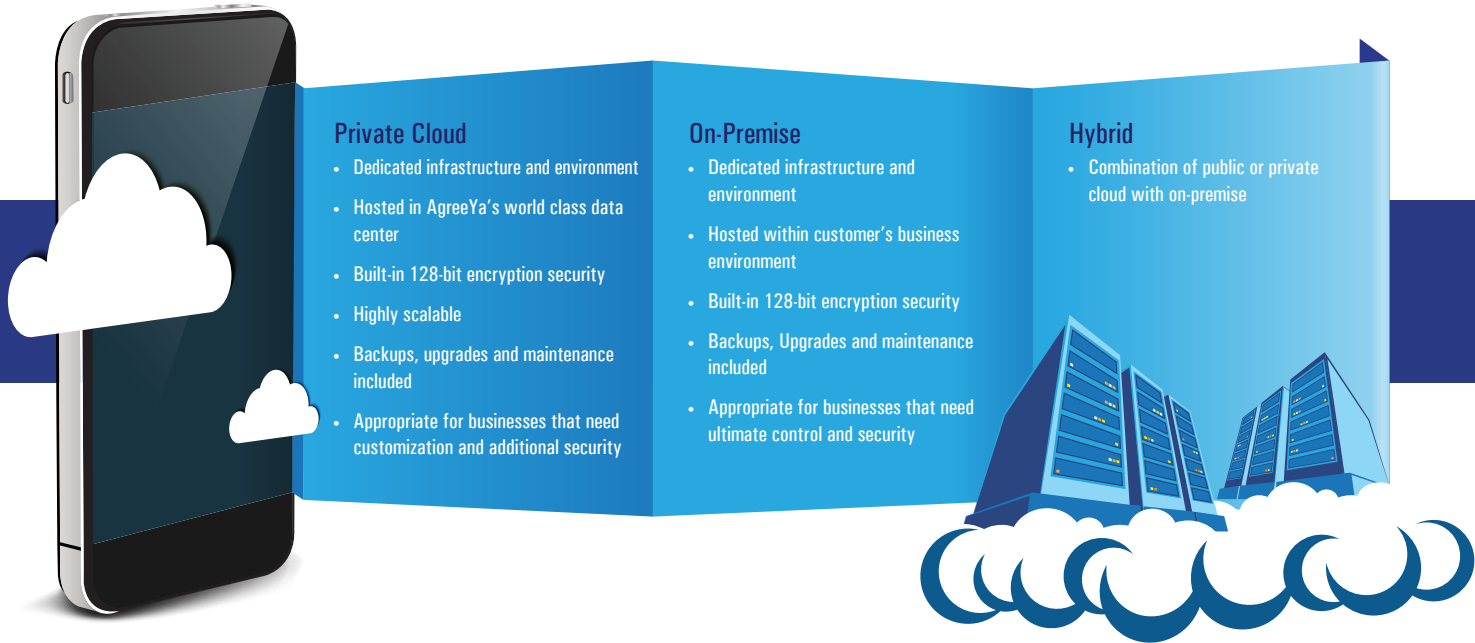 Private Cloud
• Dedicated infrastructure and environment
• Hosted in AgreeYa's world class data
center
• Built-in 128-bit encryption security
• Highly scalable
• Backups, upgrades and maintenance
included
• Appropriate for businesses that need
customization and additional security
On-Premise
• Dedicated infrastructure and
environment
• Hosted within customer's business
environment
• Built-in 128-bit encryption security
• Backups, Upgrades and maintenance
included
• Appropriate for businesses that need
ultimate control and security
Hybrid
• Combination of public or private
cloud with on-premise